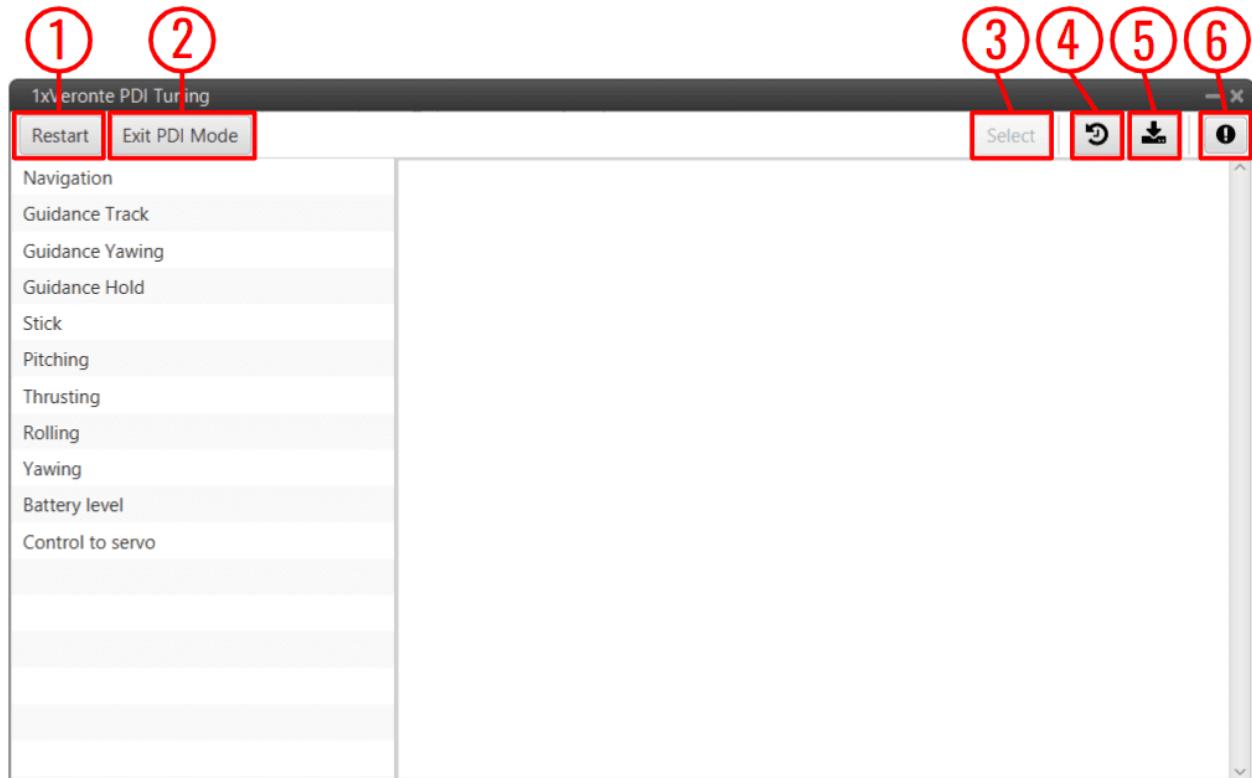 1 2 3 4 5 6
1xVeronte PDI Tuning
Restart Exit PDI Mode Select
Navigation
Guidance Track
Guidance Yawing
Guidance Hold
Stick
Pitching
Thrusting
Rolling
Yawing
Battery level
Control to servo